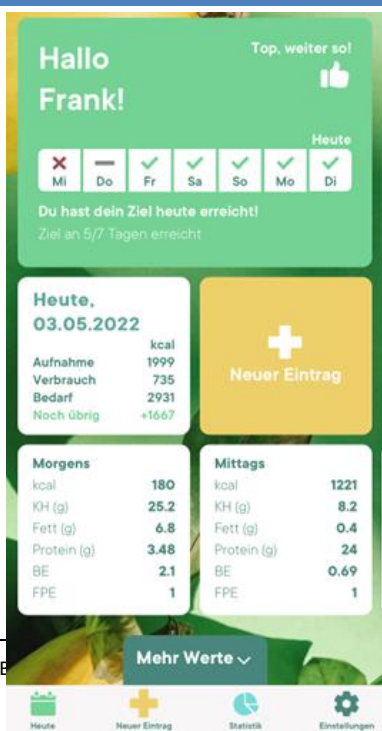 Hallo
Frank!
Top, weiter so!
Heute
Mi Do Fr Sa So Mo Di
Du hast dein Ziel heute erreicht!
Ziel an 5/7 Tagen erreicht
Heute,
03.05.2022
kcal
Aufnahme 1999
Verbrauch 735
Bedarf 2931
Noch übrig +1667
Neuer Eintrag
Morgens
kcal 180
KH (g) 25.2
Fett (g) 6.8
Protein (g) 3.48
BE 2.1
FPE 1
Mittags
kcal 1221
KH (g) 8.2
Fett (g) 0.4
Protein (g) 24
BE 0.69
FPE 1
Mehr Werte
Heute Neuer Eintrag Statistik Einstellungen